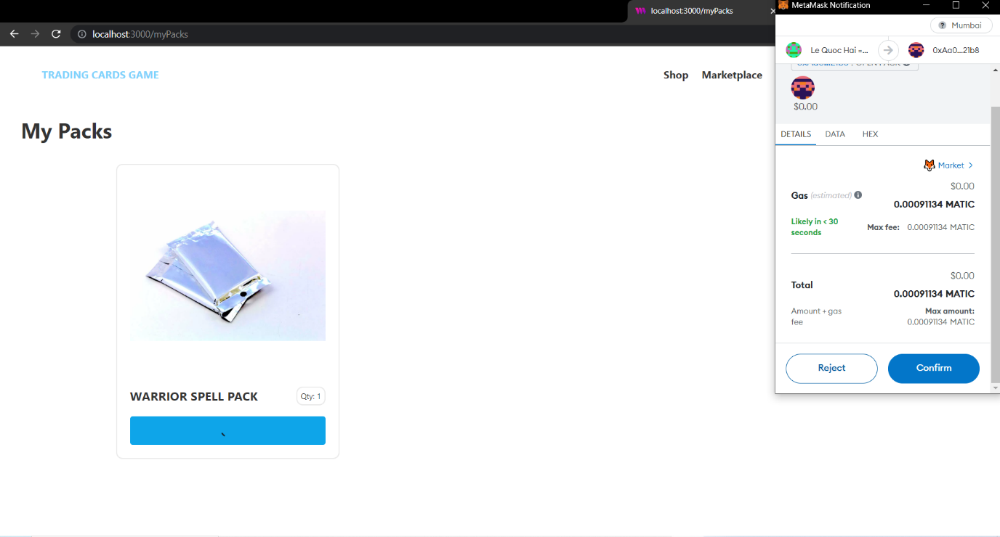 localhost:3000/myPacks
MetaMask Notification
localhost:3000/myPacks
Mumbai
Le Quoc Hai =...
0xAa0...21b8
TRADING CARDS GAME
Shop
Marketplace
0xAa0...21b8 : OPEN PACK
$0.00
My Packs
DETAILS
DATA
HEX
Market >
$0.00
Gas (estimated)
0.00091134 MATIC
Likely in < 30
seconds
Max fee: 0.00091134 MATIC
$0.00
Total
0.00091134 MATIC
Amount + gas
fee
Max amount:
0.00091134 MATIC
Reject
Confirm
WARRIOR SPELL PACK
Qty: 1